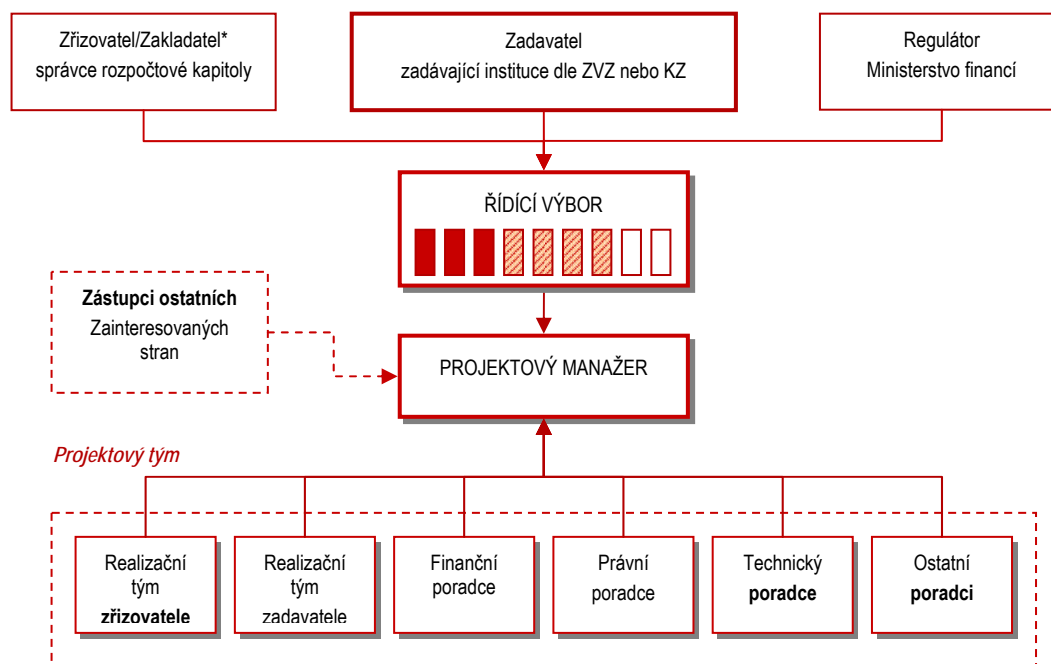 Zřizovatel/Zakladatel*
správce rozpočtové kapitoly
Zadavatel
zadávající instituce dle ZVZ nebo KZ
Regulátor
Ministerstvo financí
ŘÍDÍCÍ VÝBOR
Zástupci ostatních
Zainteresovaných
stran
PROJEKTOVÝ MANAŽER
Projektový tým
Realizační
tým
zřizovatele
Realizační
tým
zadavatele
Finanční
poradce
Právní
poradce
Technický
poradce
Ostatní
poradci